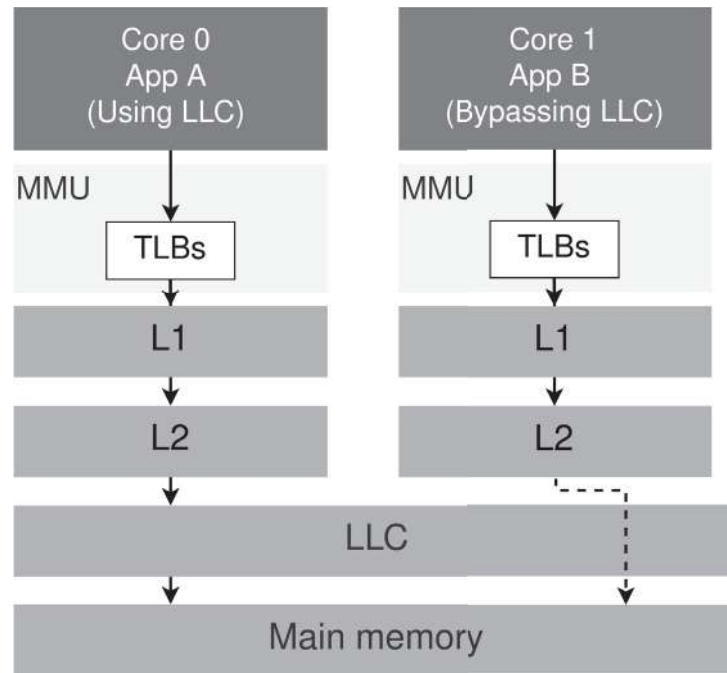 Core 0
App A
(Using LLC)
Core 1
App B
(Bypassing LLC)
MMU
TLBs
MMU
TLBs
L1
L1
L2
L2
LLC
Main memory